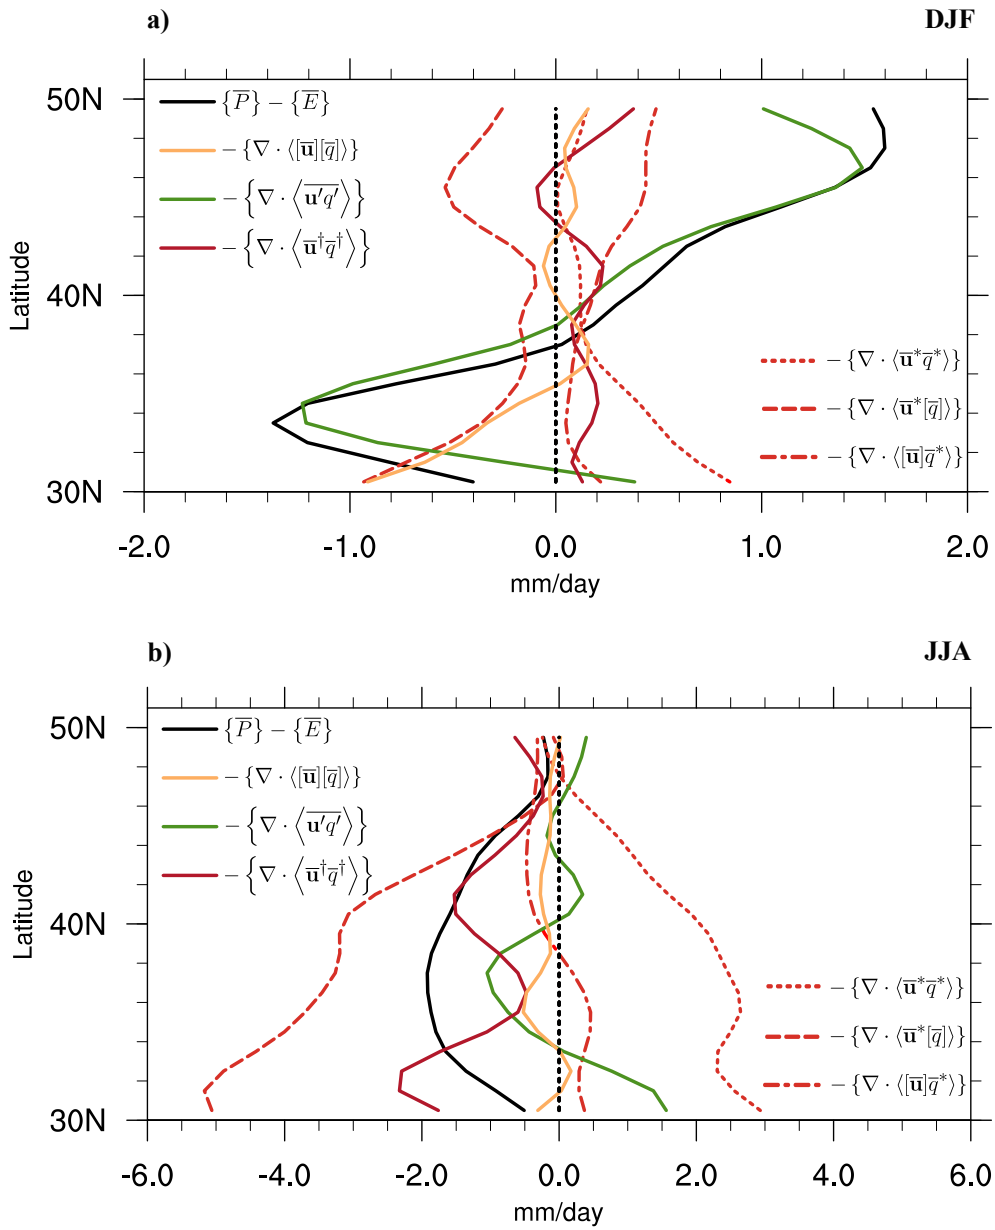 a) DJF
50N
40N
30N
Latitude
{P̅} − {E̅}
−{∇ · ⟨[u̅][q̅]⟩}
−{∇ · ⟨u̅′q̅′⟩}
−{∇ · ⟨u̅†q̅†⟩}
−{∇ · ⟨u̅*q̅*⟩}
−{∇ · ⟨u̅*[q̅]⟩}
−{∇ · ⟨[u̅]q̅*⟩}
-2.0 -1.0 0.0 1.0 2.0
mm/day
b) JJA
50N
40N
30N
Latitude
{P̅} − {E̅}
−{∇ · ⟨[u̅][q̅]⟩}
−{∇ · ⟨u̅′q̅′⟩}
−{∇ · ⟨u̅†q̅†⟩}
−{∇ · ⟨u̅*q̅*⟩}
−{∇ · ⟨u̅*[q̅]⟩}
−{∇ · ⟨[u̅]q̅*⟩}
-6.0 -4.0 -2.0 -0.0 2.0 4.0 6.0
mm/day